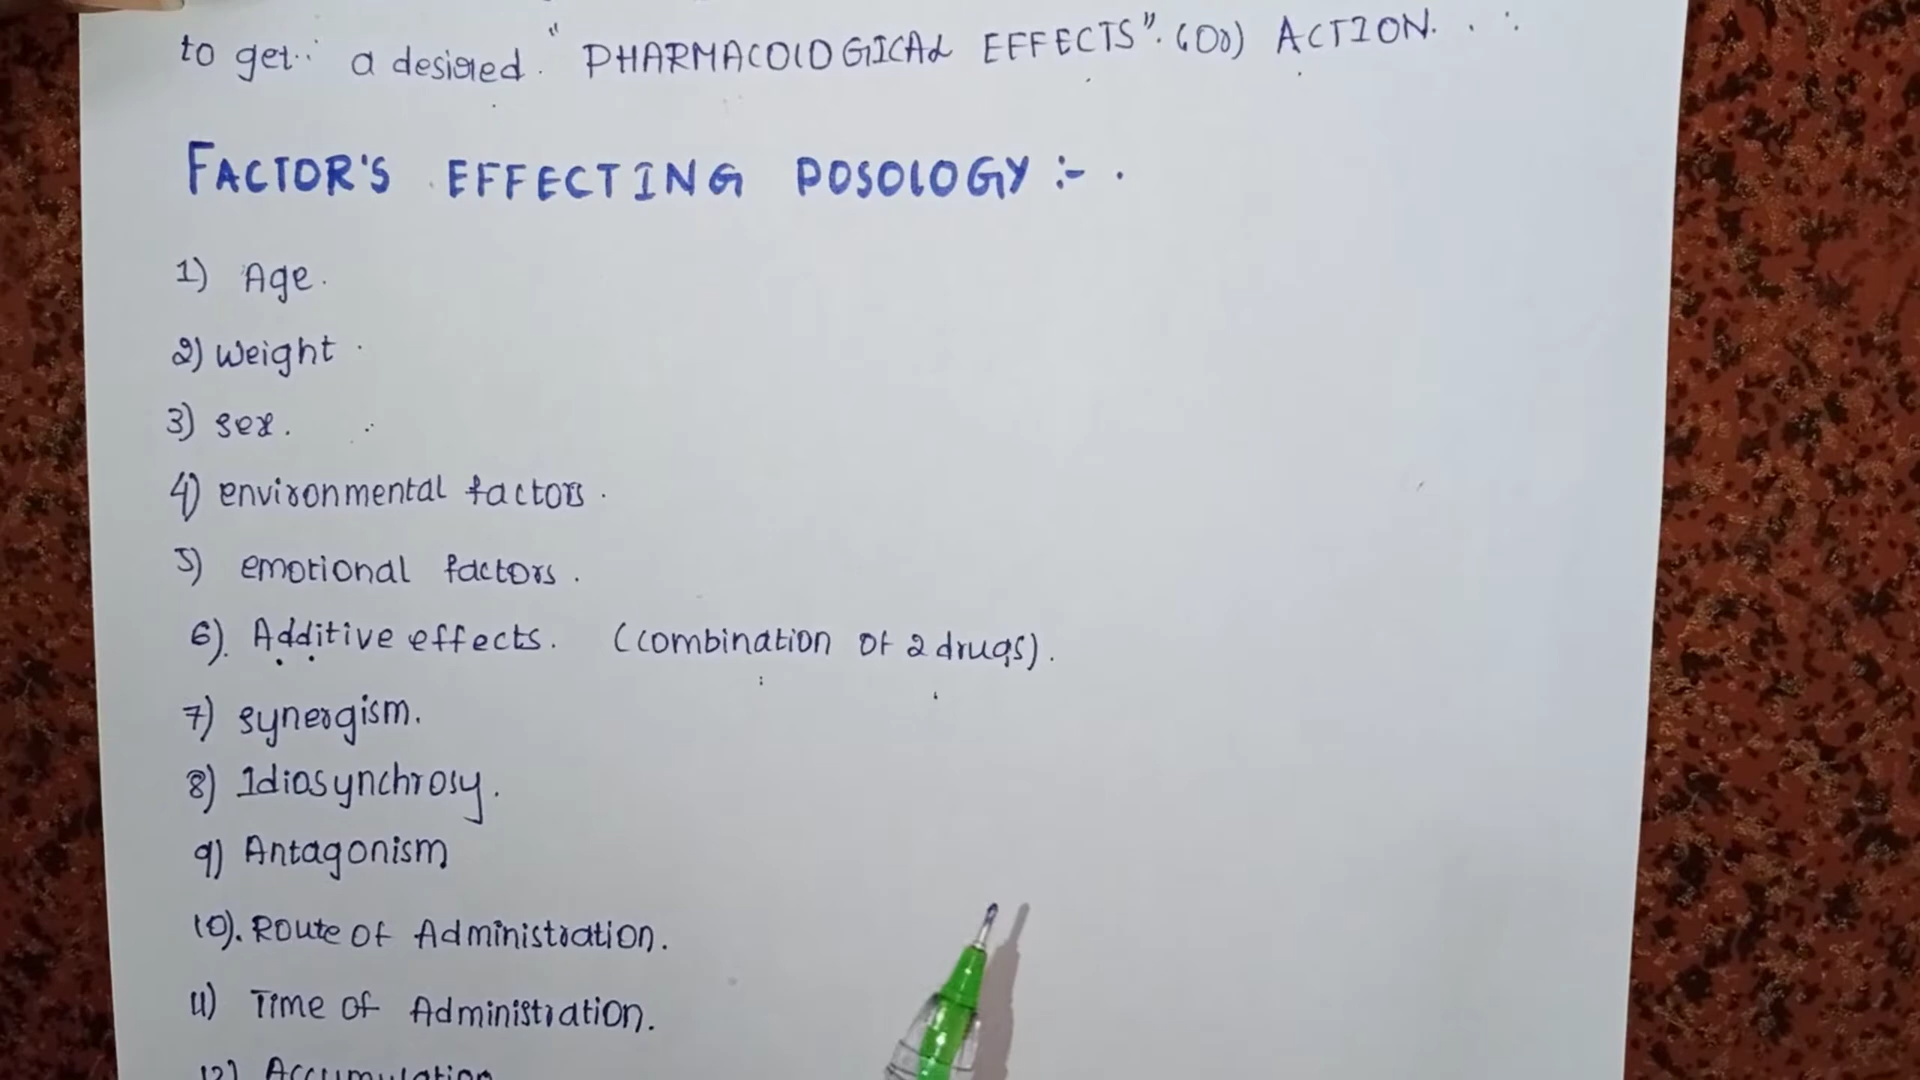 to get a desired "PHARMACOLOGICAL EFFECTS". (Or) ACTION.
FACTOR'S EFFECTING POSOLOGY :-
1) Age.
2) Weight
3) sex.
4) environmental factors.
5) emotional factors.
6). Additive effects. (combination of 2 drugs).
7) synergism.
8) Idiosynchrosy.
9) Antagonism
10). Route of Administration.
11) Time of Administration.
12) Accumulation